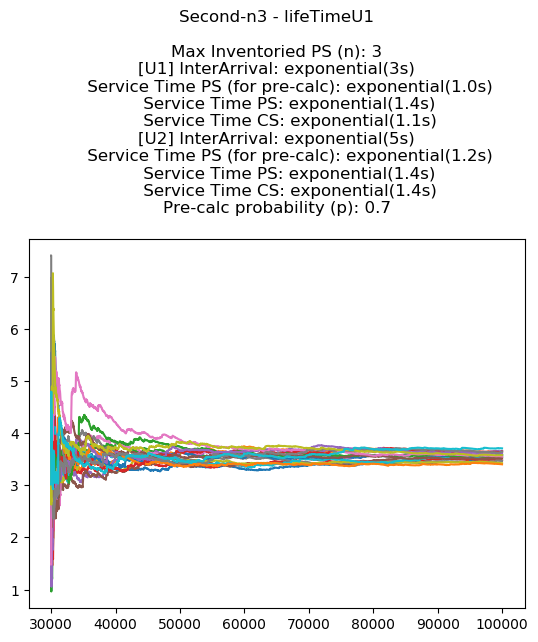 Second-n3 - lifeTimeU1
Max Inventoried PS (n): 3
[U1] InterArrival: exponential(3s)
Service Time PS (for pre-calc): exponential(1.0s)
Service Time PS: exponential(1.4s)
Service Time CS: exponential(1.1s)
[U2] InterArrival: exponential(5s)
Service Time PS (for pre-calc): exponential(1.2s)
Service Time PS: exponential(1.4s)
Service Time CS: exponential(1.4s)
Pre-calc probability (p): 0.7
7
6
5
4
3
2
1
30000 40000 50000 60000 70000 80000 90000 100000